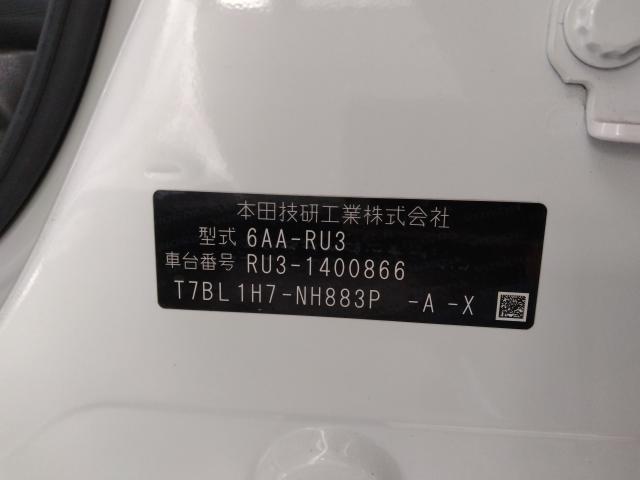 本田技研工業株式会社
型式 6AA-RU3
車台番号 RU3-1400866
T7BL1H7-NH883P -A -X